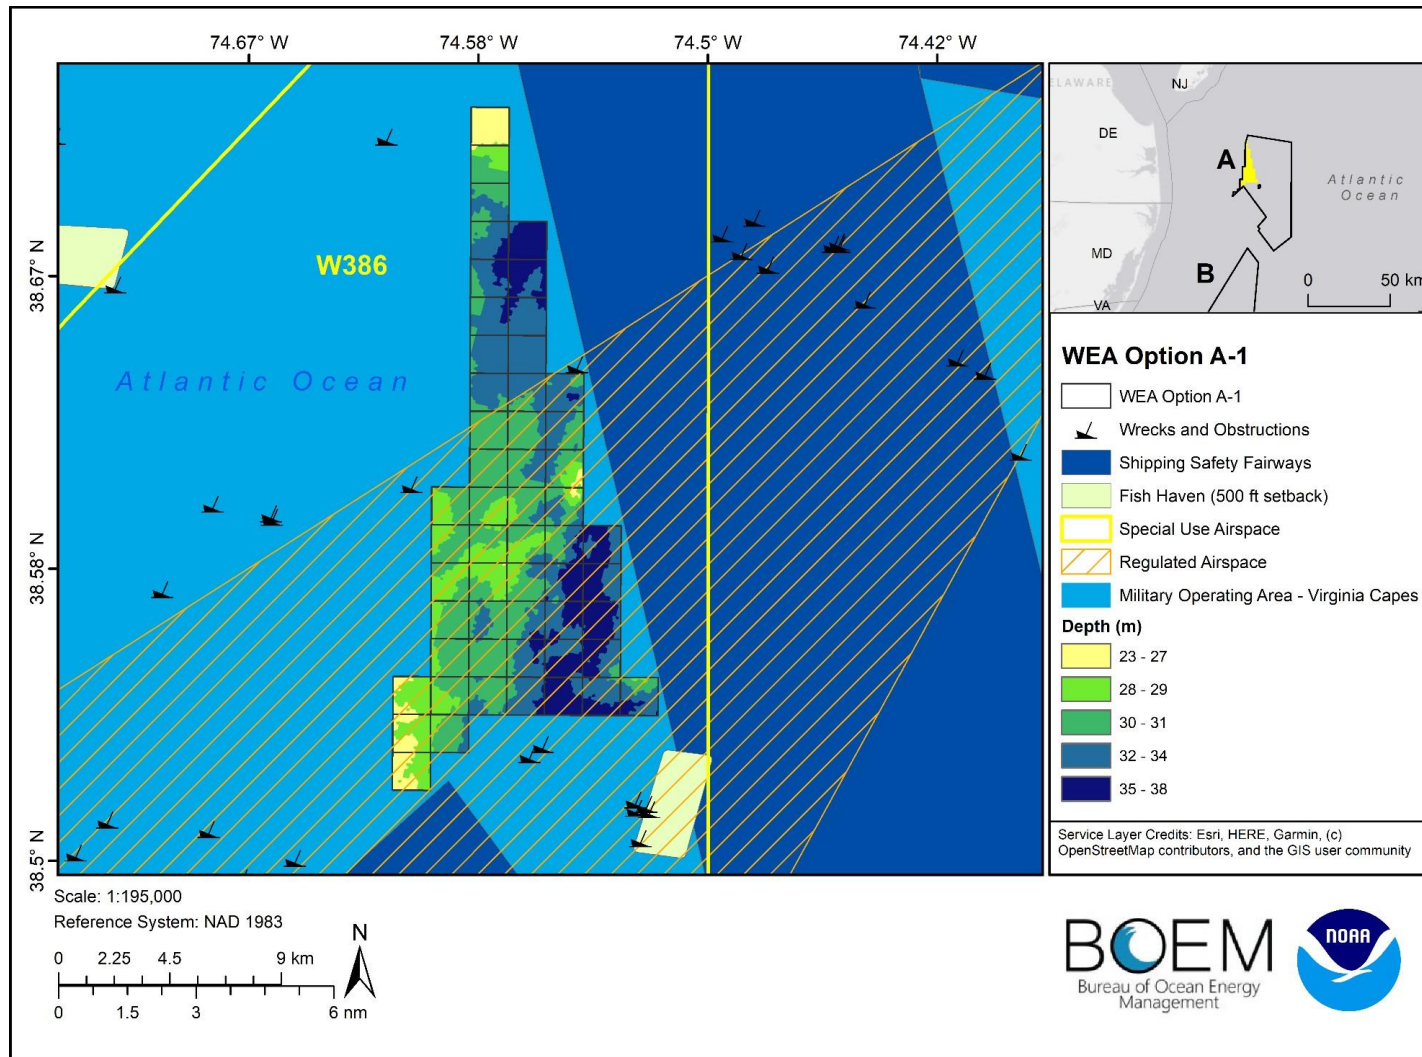 74.67° W
74.58° W
74.5° W
74.42° W
38.67° N
38.58° N
38.5° N
W386
Atlantic Ocean
ELAWARE
NJ
DE
MD
VA
A
B
Atlantic
Ocean
0
50 km
WEA Option A-1
WEA Option A-1
Wrecks and Obstructions
Shipping Safety Fairways
Fish Haven (500 ft setback)
Special Use Airspace
Regulated Airspace
Military Operating Area - Virginia Capes
Depth (m)
23 - 27
28 - 29
30 - 31
32 - 34
35 - 38
Service Layer Credits: Esri, HERE, Garmin, (c)
OpenStreetMap contributors, and the GIS user community
Scale: 1:195,000
Reference System: NAD 1983
0 2.25 4.5 9 km
0 1.5 3 6 nm
N
BOEM
Bureau of Ocean Energy
Management
NOAA